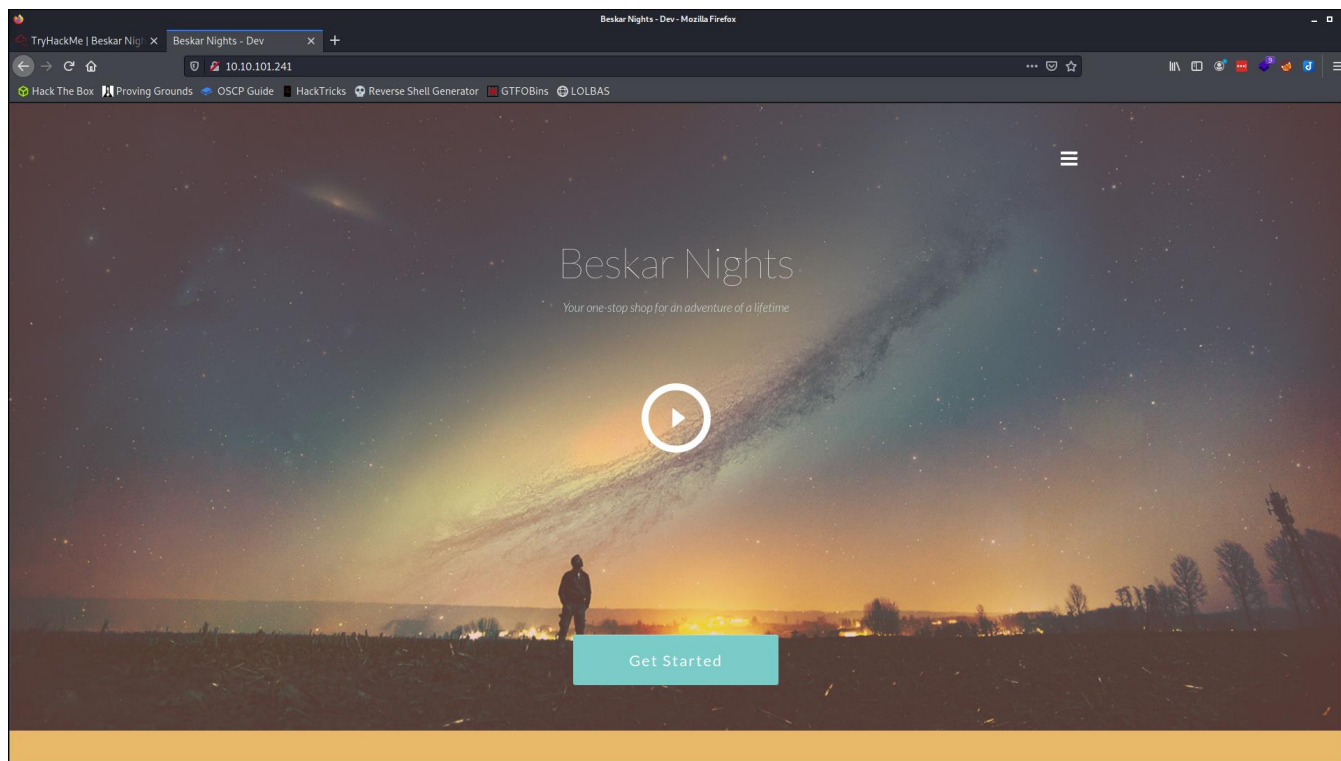 Beskar Nights - Dev - Mozilla Firefox
TryHackMe | Beskar Nigh
Beskar Nights - Dev
10.10.101.241
Hack The Box
Proving Grounds
OSCP Guide
HackTricks
Reverse Shell Generator
GTFOBins
LOLBAS
Beskar Nights
Your one-stop shop for an adventure of a lifetime
Get Started